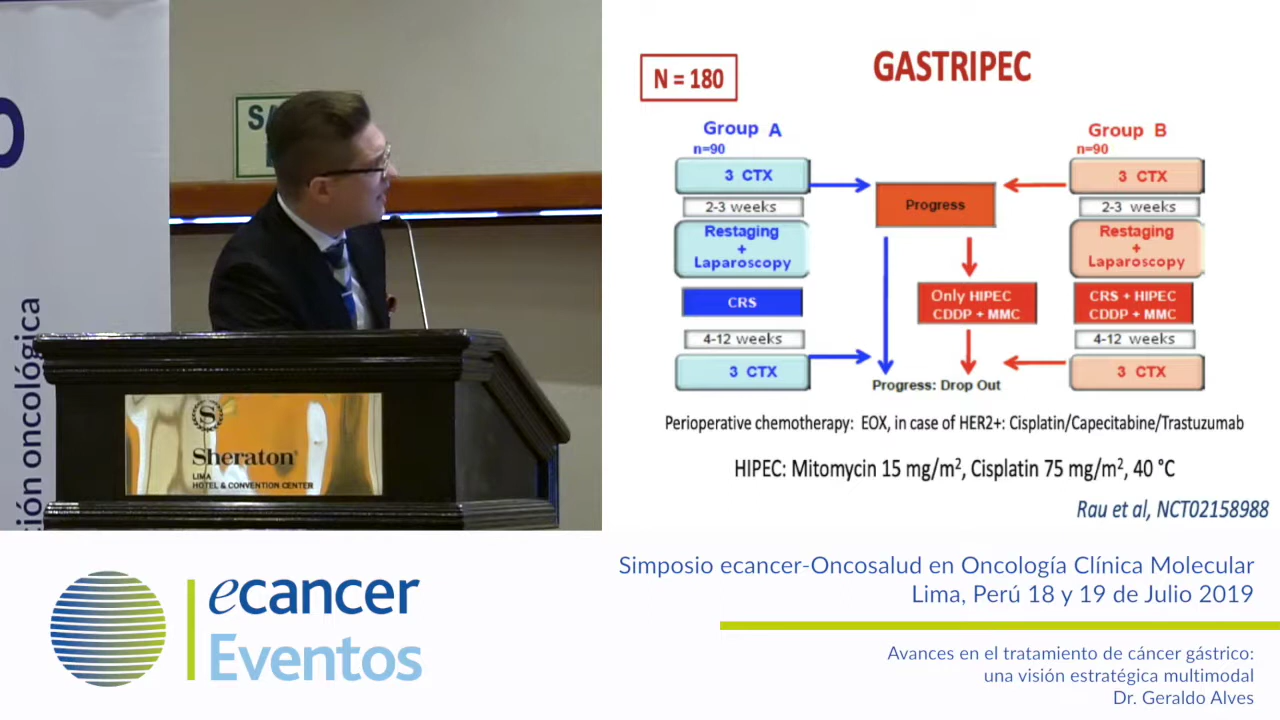 SA
ción oncológica
S
Sheraton®
LIMA
HOTEL & CONVENTION CENTER
N = 180
GASTRIPEC
Group A
n=90
3 CTX
2-3 weeks
Restaging
+
Laparoscopy
CRS
4-12 weeks
3 CTX
Progress
Only HIPEC
CDDP + MMC
Progress: Drop Out
Group B
n=90
3 CTX
2-3 weeks
Restaging
+
Laparoscopy
CRS + HIPEC
CDDP + MMC
4-12 weeks
3 CTX
Perioperative chemotherapy: EOX, in case of HER2+: Cisplatin/Capecitabine/Trastuzumab
HIPEC: Mitomycin 15 mg/m², Cisplatin 75 mg/m², 40 °C
Rau et al, NCT02158988
ecancer
Eventos
Simposio ecancer-Oncosalud en Oncología Clínica Molecular
Lima, Perú 18 y 19 de Julio 2019
Avances en el tratamiento de cáncer gástrico:
una visión estratégica multimodal
Dr. Geraldo Alves